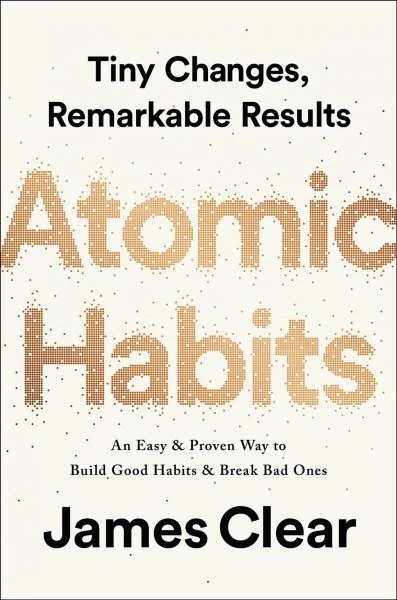 Tiny Changes,
Remarkable Results
Atomic
Habits
An Easy & Proven Way to
Build Good Habits & Break Bad Ones
James Clear